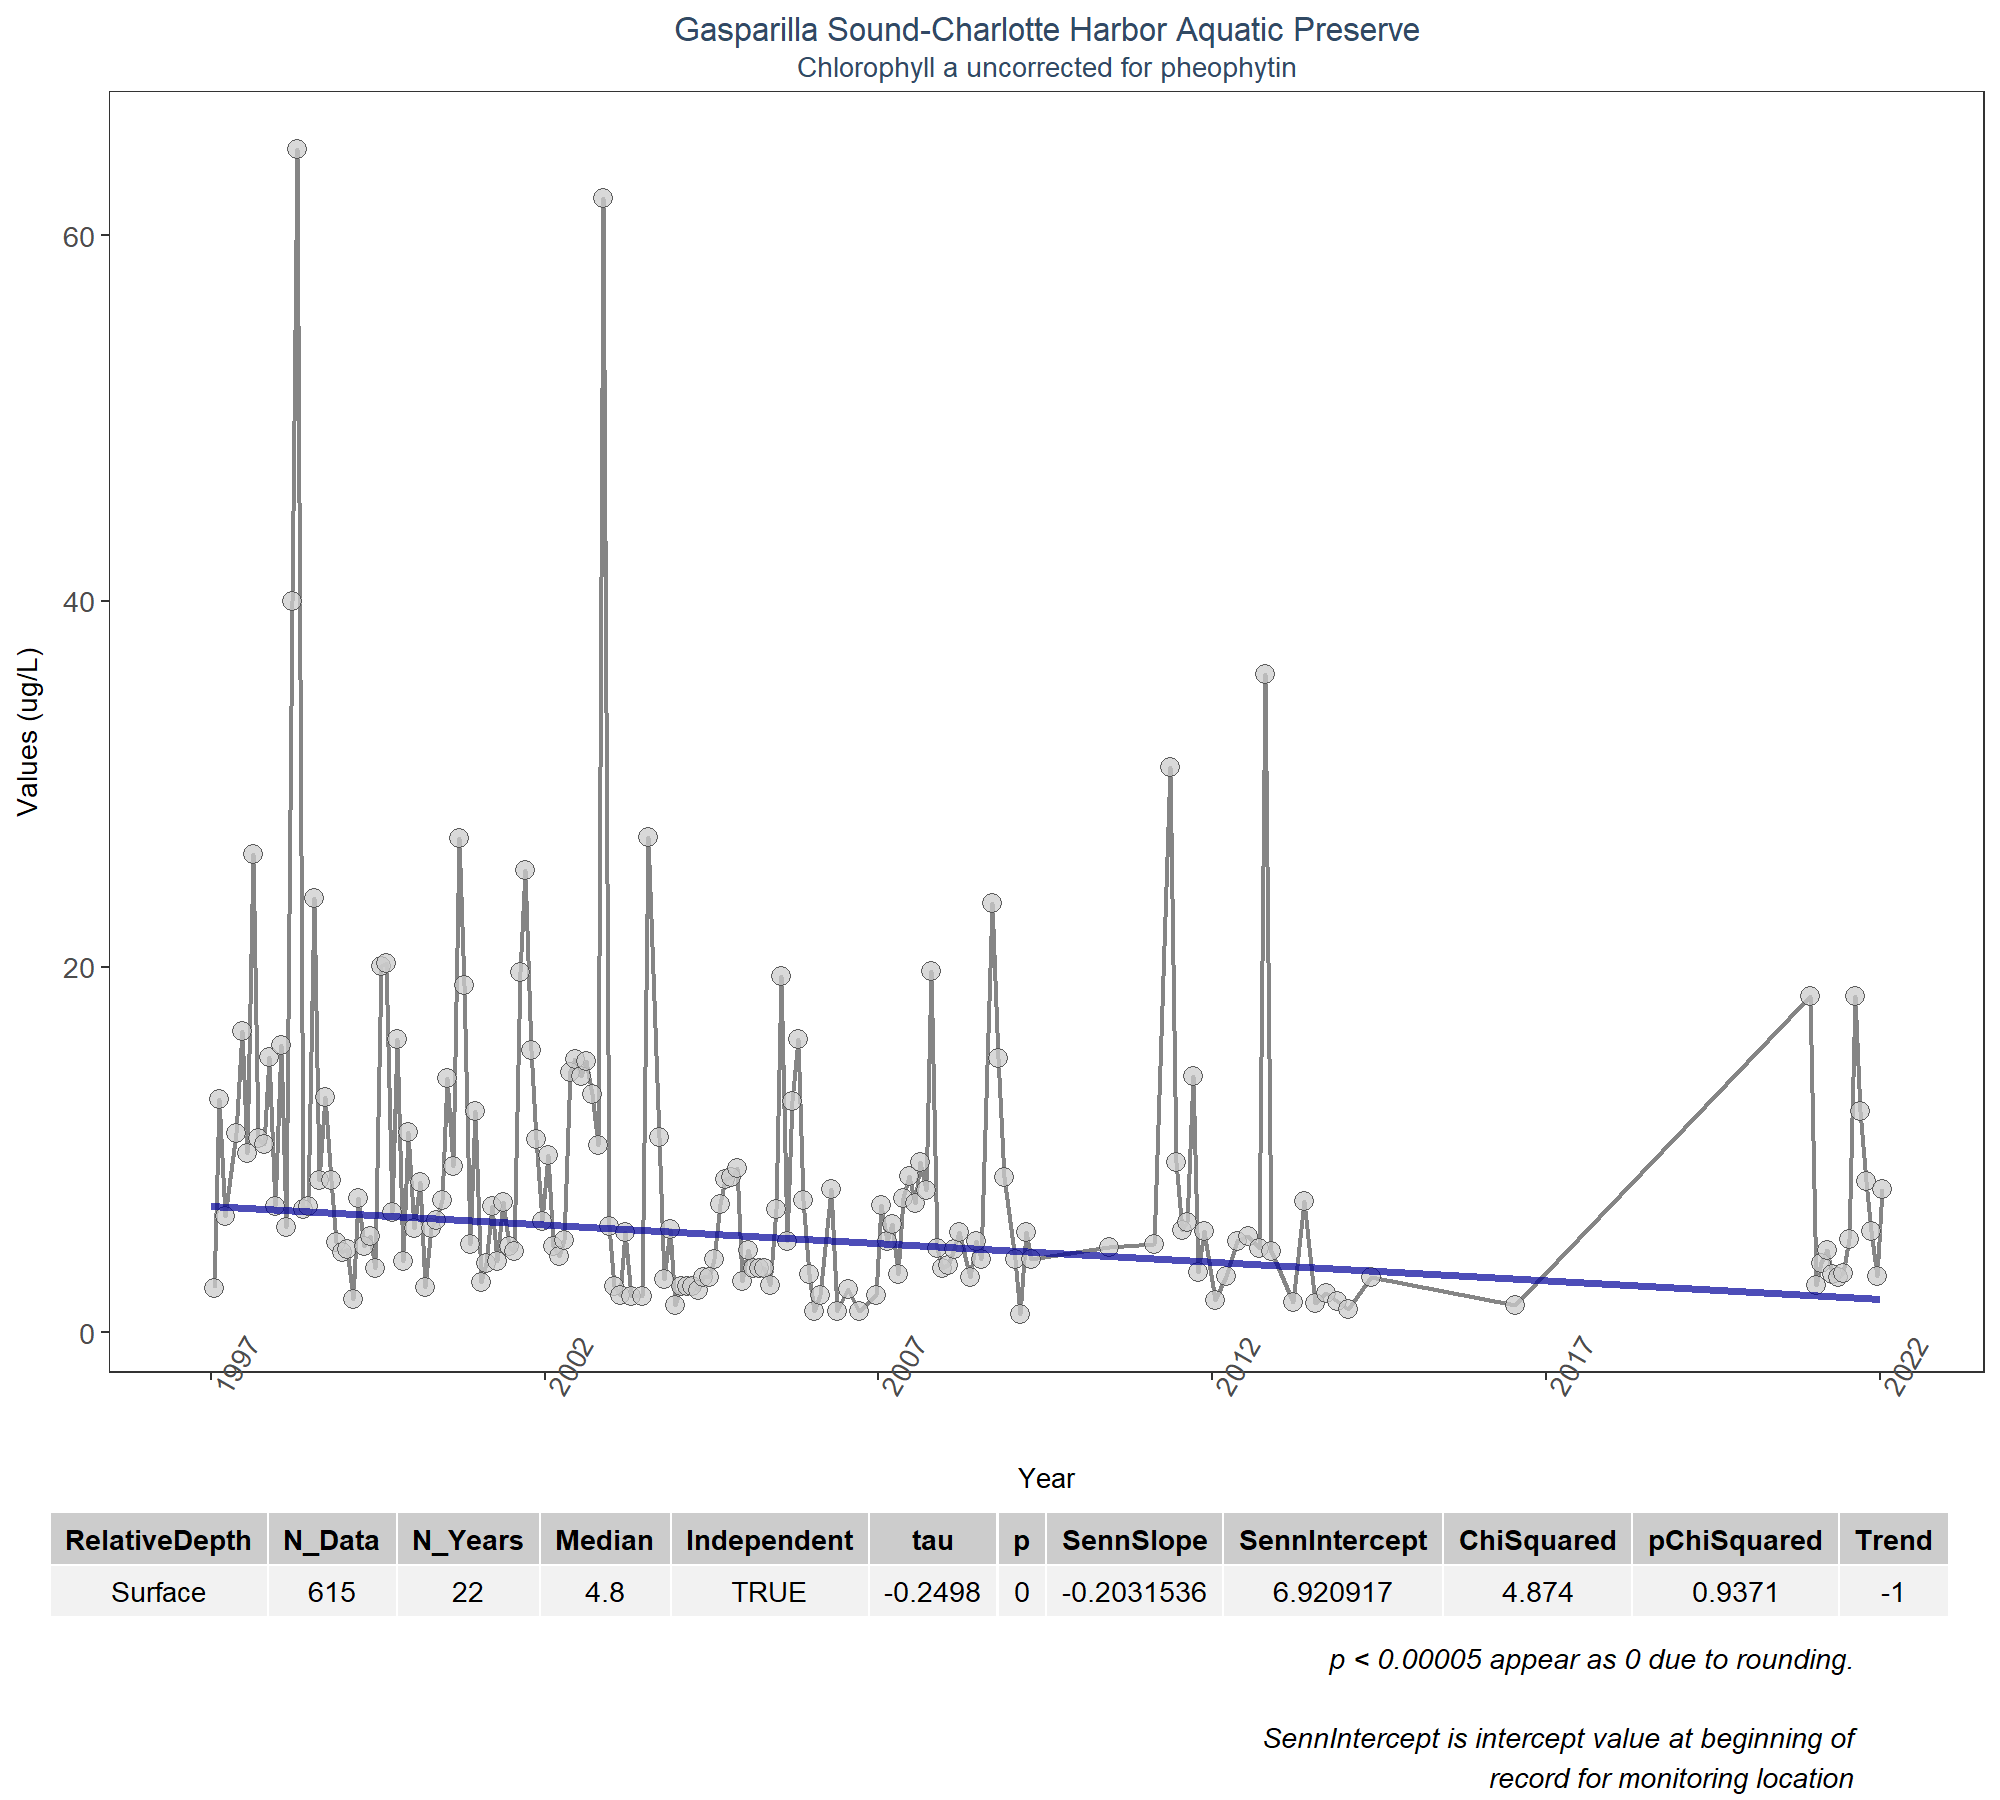 Gasparilla Sound-Charlotte Harbor Aquatic Preserve
Chlorophyll a uncorrected for pheophytin
Values (ug/L)
60
40
20
0
1997 2002 2007 2012 2017 2022
Year
RelativeDepth N_Data N_Years Median Independent tau p SennSlope SennIntercept ChiSquared pChiSquared Trend
Surface 615 22 4.8 TRUE -0.2498 0 -0.2031536 6.920917 4.874 0.9371 -1
p < 0.00005 appear as 0 due to rounding.
SennIntercept is intercept value at beginning of
record for monitoring location